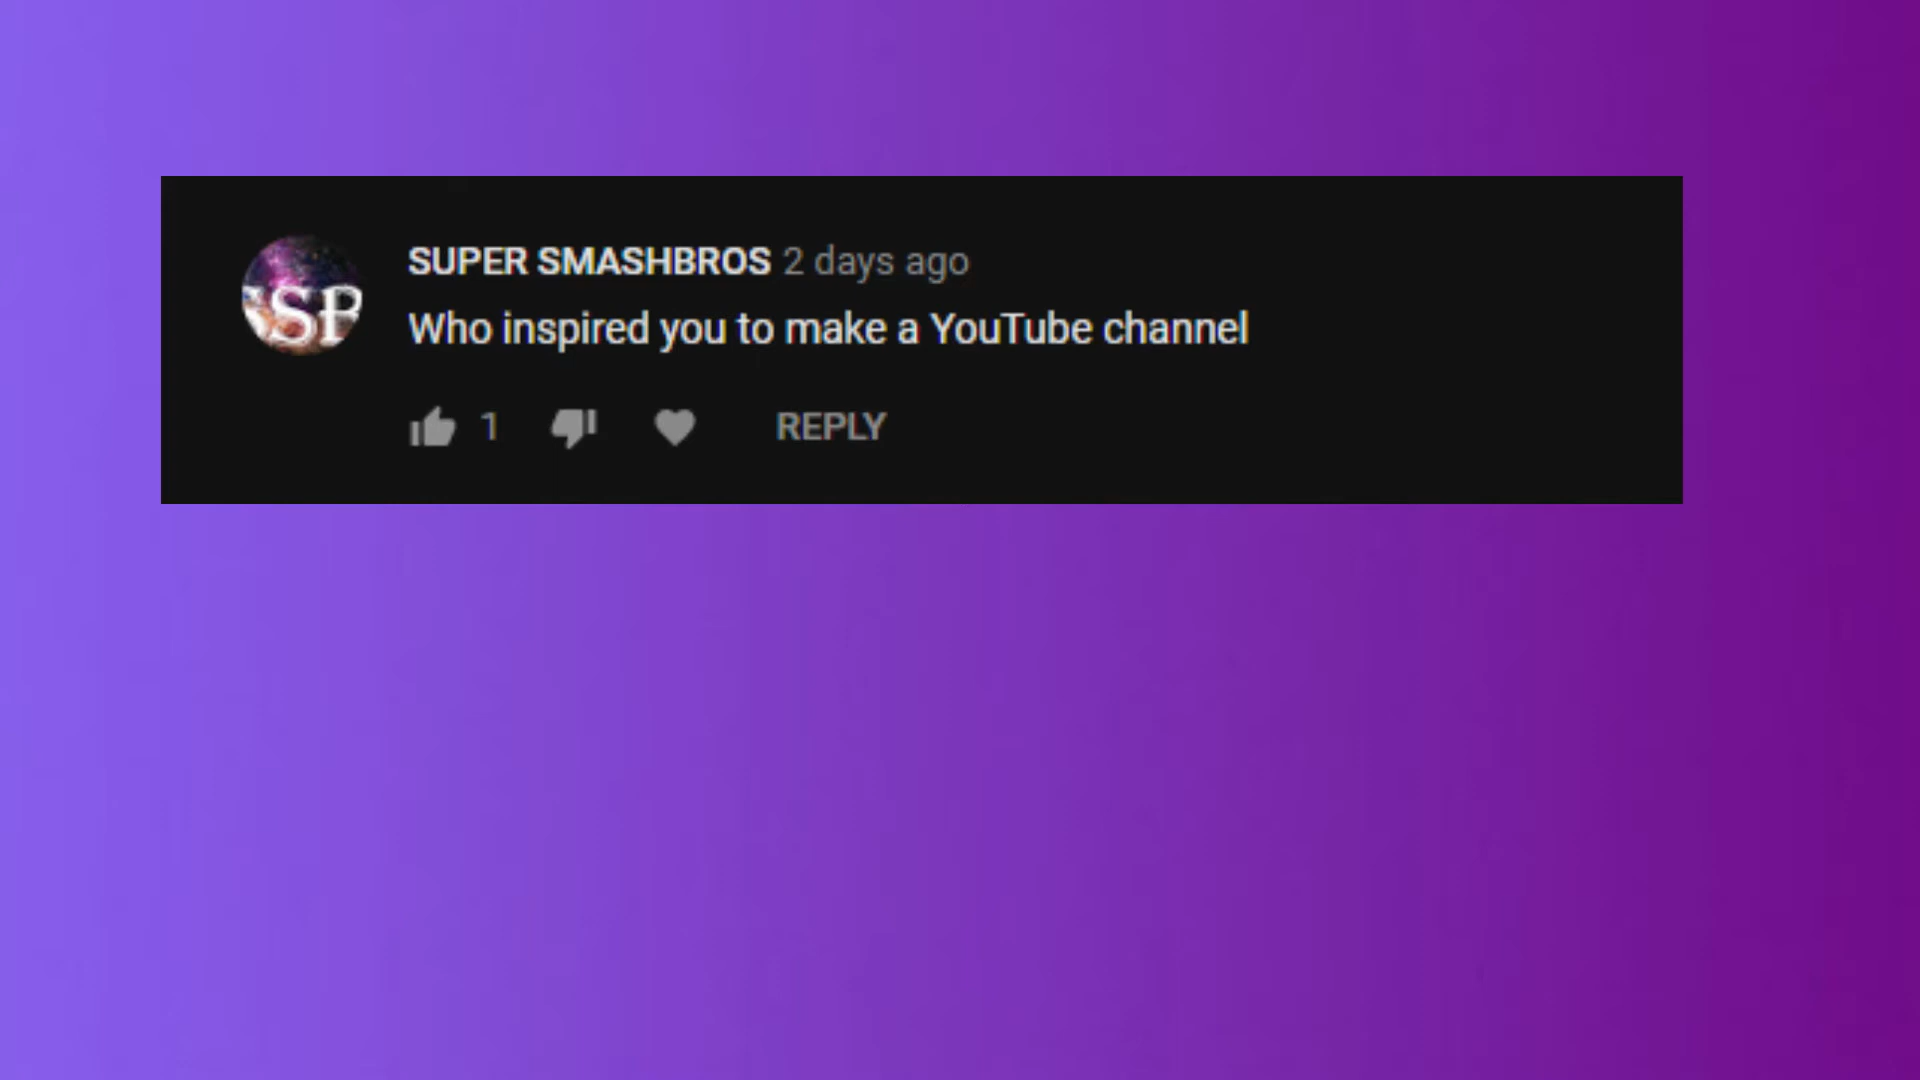 SUPER SMASHBROS 2 days ago
Who inspired you to make a YouTube channel
1 REPLY